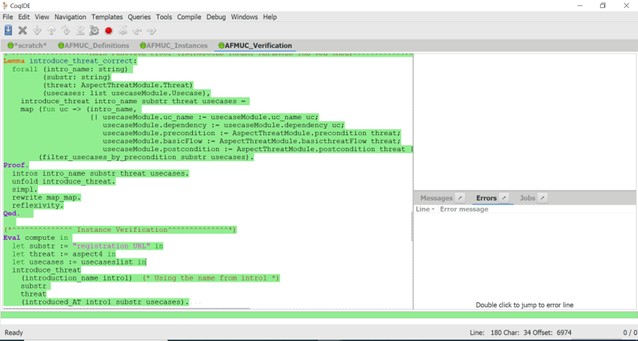 CoqIDE
File Edit View Navigation Templates Queries Tools Compile Debug Windows Help
*scratch* AFMUC_Definitions AFMUC_Instances AFMUC_Verification
Lemma introduce_threat_correct:
forall (intro_name: string)
(substr: string)
(threat: AspectThreatModule.Threat)
(usecases: list usecaseModule.Usecase),
introduce_threat intro_name substr threat usecases =
map (fun uc => (intro_name,
{| usecaseModule.uc_name := usecaseModule.uc_name uc;
usecaseModule.dependency := usecaseModule.dependency uc;
usecaseModule.precondition := AspectThreatModule.precondition threat;
usecaseModule.basicFlow := AspectThreatModule.basicthreatFlow threat;
usecaseModule.postcondition := AspectThreatModule.postcondition threat |
(filter_usecases_by_precondition substr usecases).
Proof.
intros intro_name substr threat usecases.
unfold introduce_threat.
simpl.
rewrite map_map.
reflexivity.
Qed.
Instance Verification
Eval compute in
let substr := "registration URL" in
let threat := aspect4 in
let usecases := usecaseslist in
introduce_threat
(introduction_name intro1) (* Using the name from intro1 *)
substr
threat
(introduced_AT intro1 substr usecases).
Messages Errors Jobs
Line Error message
Double click to jump to error line
Ready Line: 180 Char: 34 Offset: 6974 0 / 0